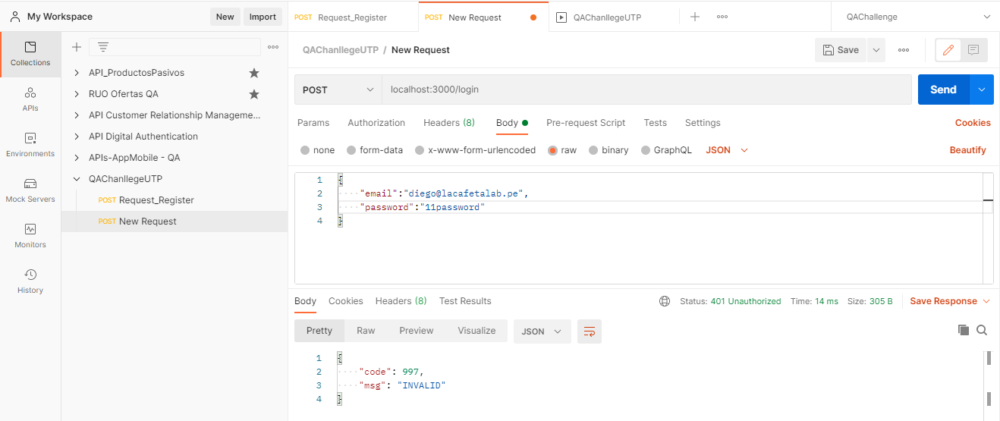 My Workspace
New
Import
POST Request_Register
POST New Request
QAChanllegeUTP
QAChallenge
Collections
APIs
Environments
Mock Servers
Monitors
History
API_ProductosPasivos
RUO Ofertas QA
API Customer Relationship Manageme...
API Digital Authentication
APIs-AppMobile - QA
QAChanllegeUTP
POST Request_Register
POST New Request
QAChanllegeUTP / New Request
Save
POST
localhost:3000/login
Send
Params Authorization Headers (8) Body Pre-request Script Tests Settings
Cookies
none form-data x-www-form-urlencoded raw binary GraphQL JSON
Beautify
1 {
2 "email":"diego@lacafetalab.pe",
3 "password":"11password"
4 }
Body Cookies Headers (8) Test Results
Status: 401 Unauthorized Time: 14 ms Size: 305 B
Save Response
Pretty Raw Preview Visualize JSON
1 {
2 "code": 997,
3 "msg": "INVALID"
4 }